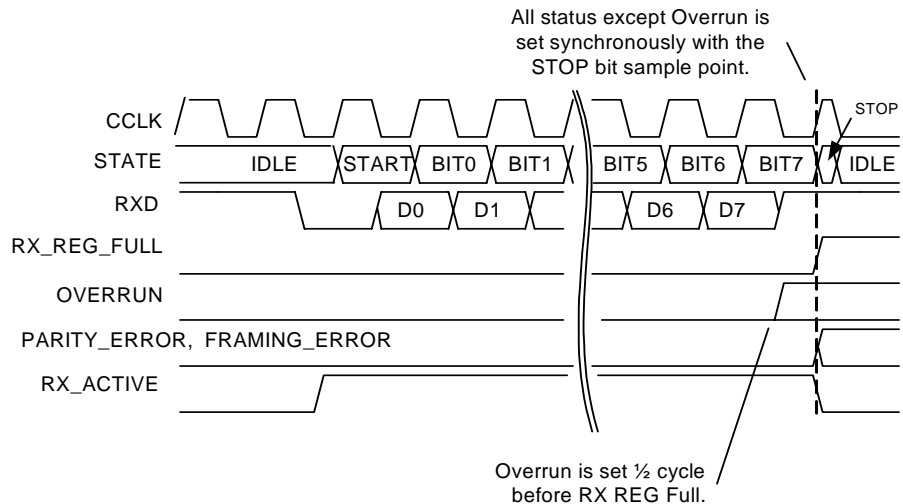 All status except Overrun is
set synchronously with the
STOP bit sample point.
CCLK
STOP
STATE
IDLE START BIT0 BIT1 BIT5 BIT6 BIT7 IDLE
RXD
D0 D1 D6 D7
RX_REG_FULL
OVERRUN
PARITY_ERROR, FRAMING_ERROR
RX_ACTIVE
Overrun is set ½ cycle
before RX REG Full.